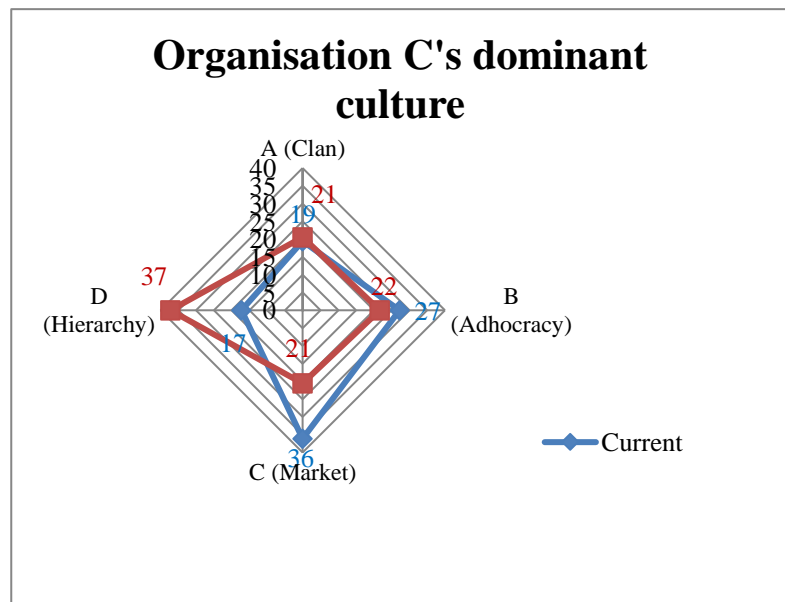 Organisation C's dominant
culture
A (Clan)
40
35
30
25
20
15
10
5
0
21
19
37
D
(Hierarchy)
17
22
27
B
(Adhocracy)
21
36
C (Market)
Current